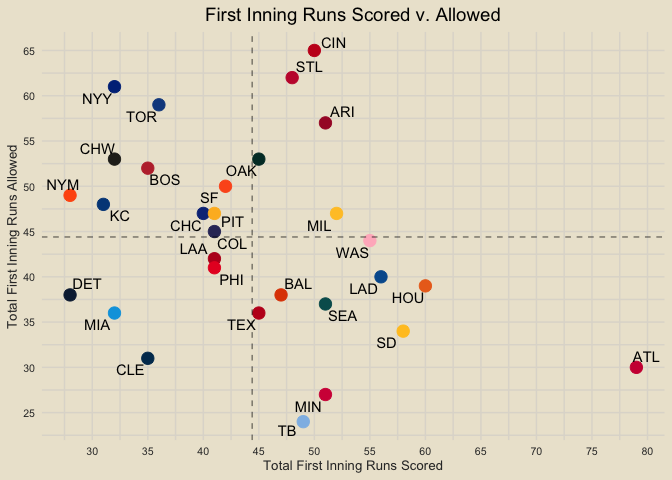 First Inning Runs Scored v. Allowed
Total First Inning Runs Allowed
65
60
55
50
45
40
35
30
25
CIN
STL
NYY
TOR
ARI
CHW
BOS
OAK
NYM
KC
SF
CHC
PIT
MIL
COL
LAA
WAS
PHI
DET
BAL
LAD
HOU
MIA
TEX
SEA
SD
CLE
ATL
MIN
TB
30 35 40 45 50 55 60 65 70 75 80
Total First Inning Runs Scored